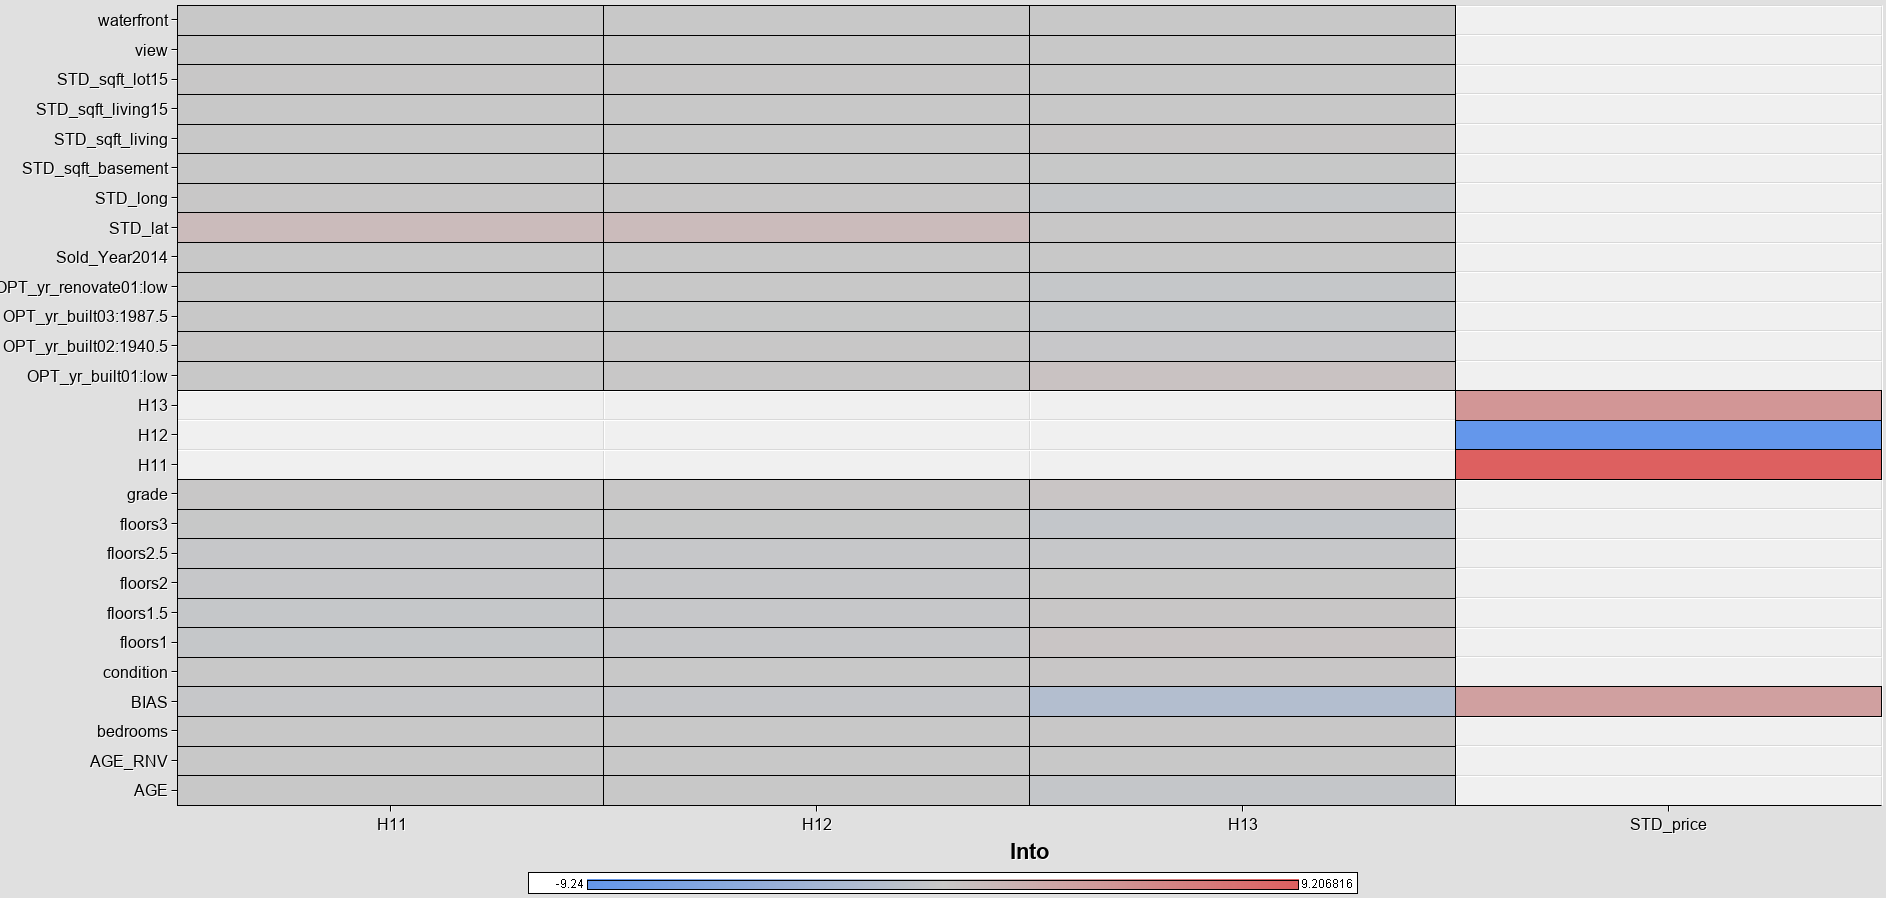 waterfront
view
STD_sqft_lot15
STD_sqft_living15
STD_sqft_living
STD_sqft_basement
STD_long
STD_lat
Sold_Year2014
OPT_yr_renovate01:low
OPT_yr_built03:1987.5
OPT_yr_built02:1940.5
OPT_yr_built01:low
H13
H12
H11
grade
floors3
floors2.5
floors2
floors1.5
floors1
condition
BIAS
bedrooms
AGE_RNV
AGE
H11 H12 H13 STD_price
Into
-9.24 9.206816